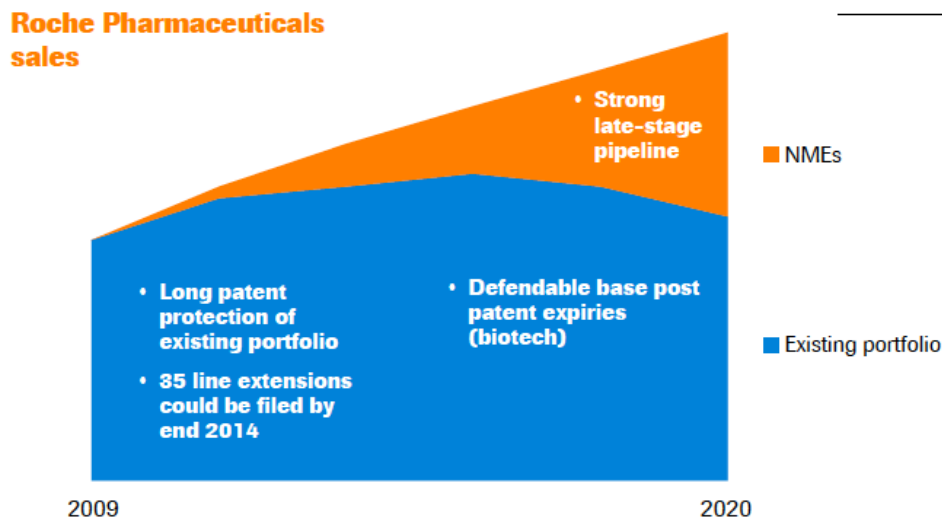 Roche Pharmaceuticals
sales
• Strong
late-stage
pipeline
NMEs
• Long patent
protection of
existing portfolio
• 35 line extensions
could be filed by
end 2014
• Defendable base post
patent expiries
(biotech)
Existing portfolio
2009
2020